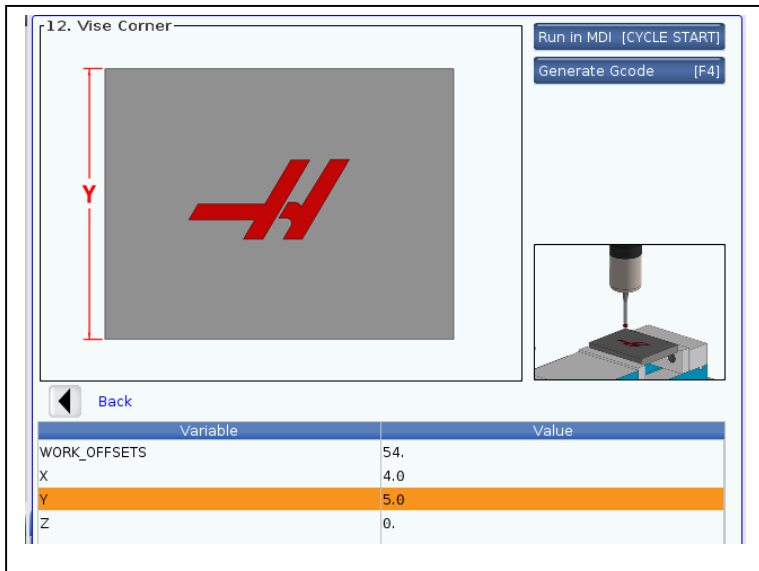 12. Vise Corner
Run in MDI [CYCLE START]
Generate Gcode [F4]
Y
Back
Variable Value
WORK_OFFSETS 54.
X 4.0
Y 5.0
Z 0.